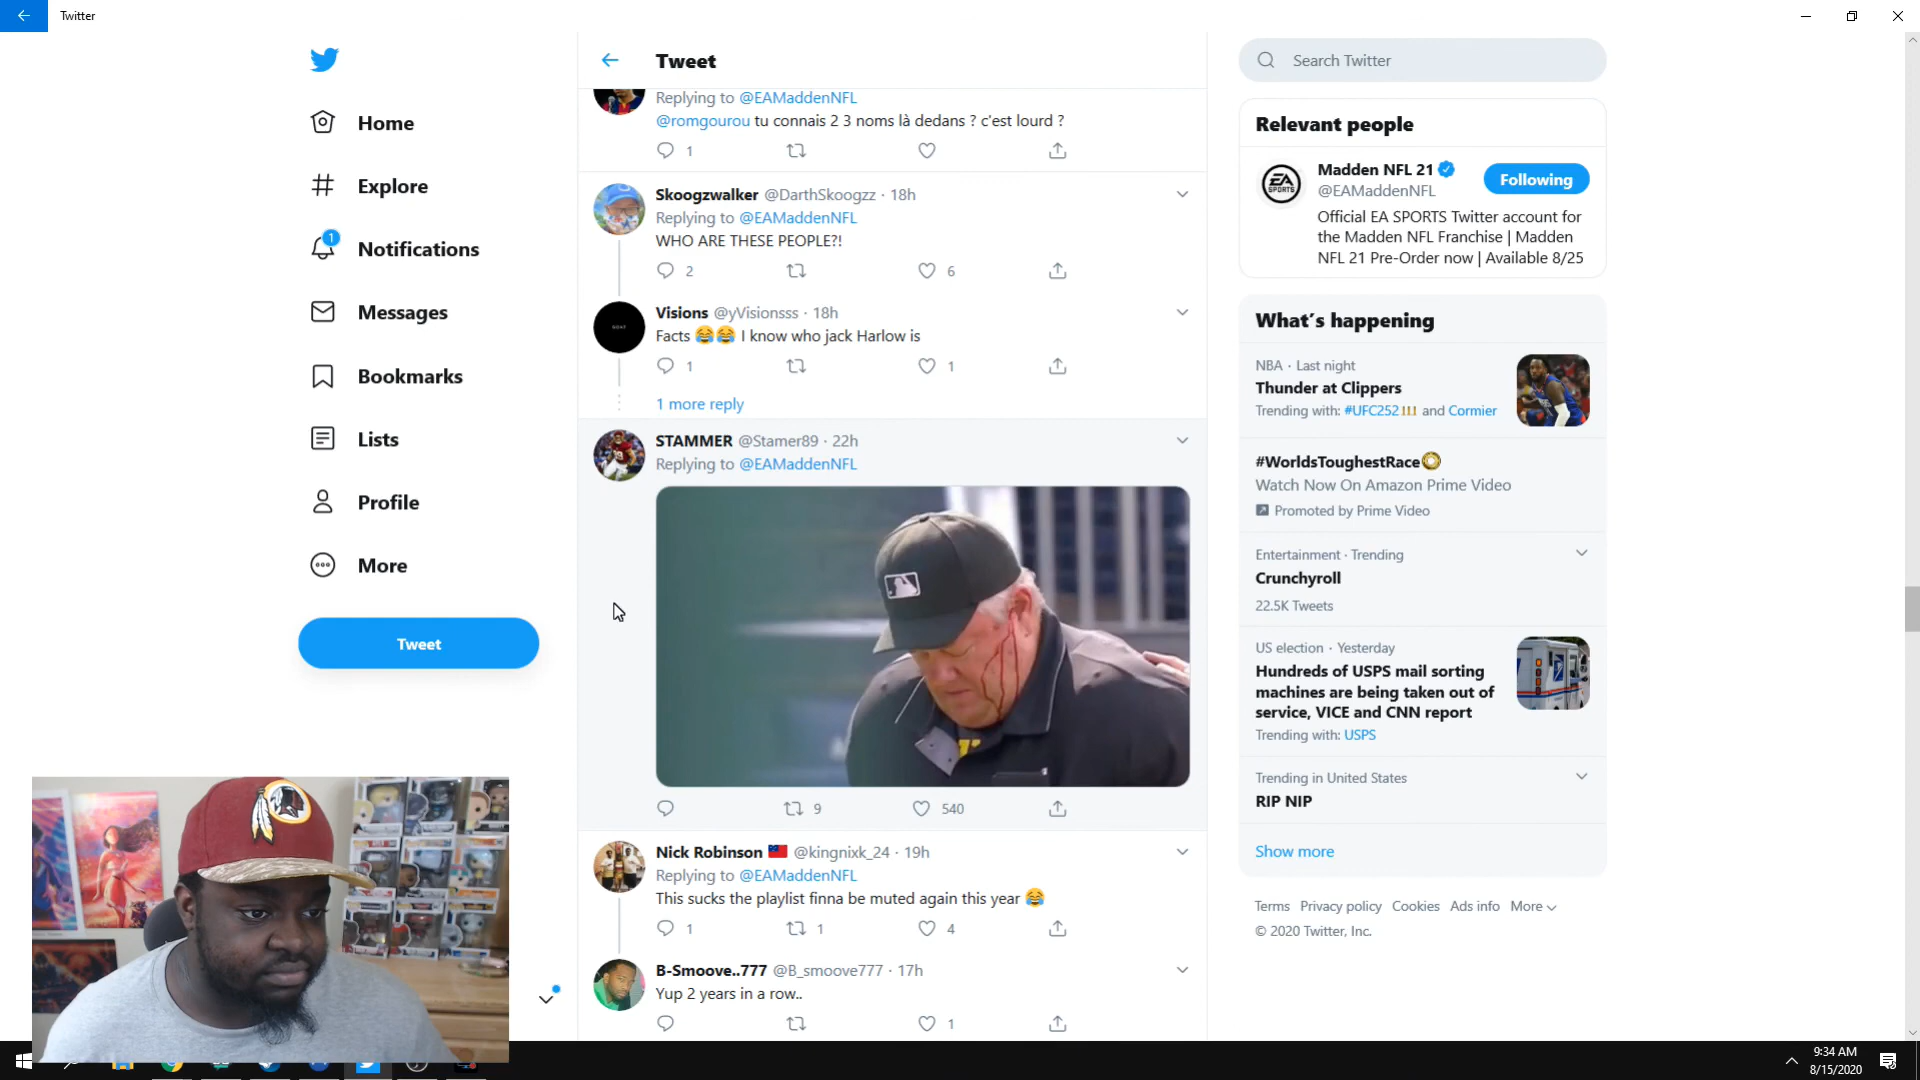 Twitter
Home
Explore
1
Notifications
Messages
Bookmarks
Lists
Profile
More
Tweet
Tweet
Replying to @EAMaddenNFL
@romgourou tu connais 2 3 noms là dedans ? c'est lourd ?
1
Skoogzwalker @DarthSkoogzz · 18h
Replying to @EAMaddenNFL
WHO ARE THESE PEOPLE?!
2 6
Visions @yVisionsss · 18h
Facts 😂😂 I know who jack Harlow is
1 1
1 more reply
STAMMER @Stamer89 · 22h
Replying to @EAMaddenNFL
9 540
Nick Robinson 🇼🇸 @kingnixk_24 · 19h
Replying to @EAMaddenNFL
This sucks the playlist finna be muted again this year 😂
1 1 4
B-Smoove..777 @B_smoove777 · 17h
Yup 2 years in a row..
1
Search Twitter
Relevant people
EA SPORTS
Madden NFL 21
@EAMaddenNFL
Following
Official EA SPORTS Twitter account for
the Madden NFL Franchise | Madden
NFL 21 Pre-Order now | Available 8/25
What's happening
NBA · Last night
Thunder at Clippers
Trending with: #UFC252 and Cormier
#WorldsToughestRace
Watch Now On Amazon Prime Video
Promoted by Prime Video
Entertainment · Trending
Crunchyroll
22.5K Tweets
US election · Yesterday
Hundreds of USPS mail sorting
machines are being taken out of
service, VICE and CNN report
Trending with: USPS
Trending in United States
RIP NIP
Show more
Terms Privacy policy Cookies Ads info More
© 2020 Twitter, Inc.
9:34 AM
8/15/2020